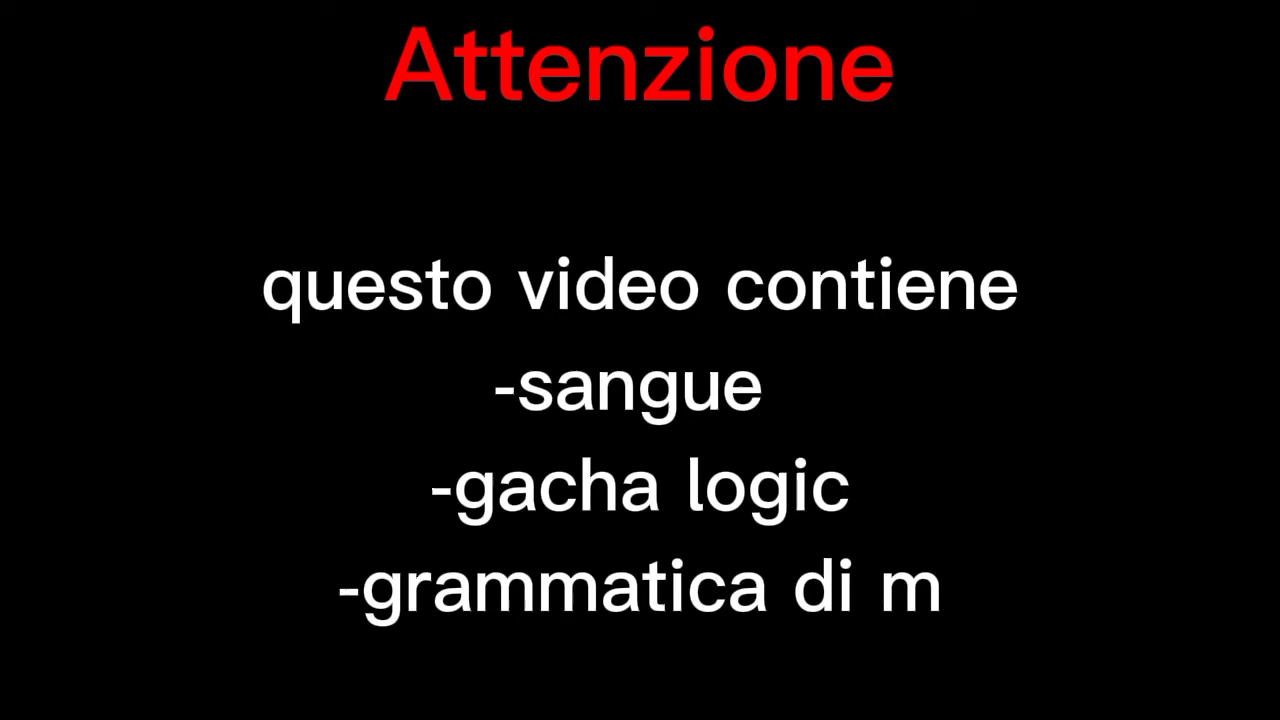 Attenzione
questo video contiene
-sangue
-gacha logic
-grammatica di m